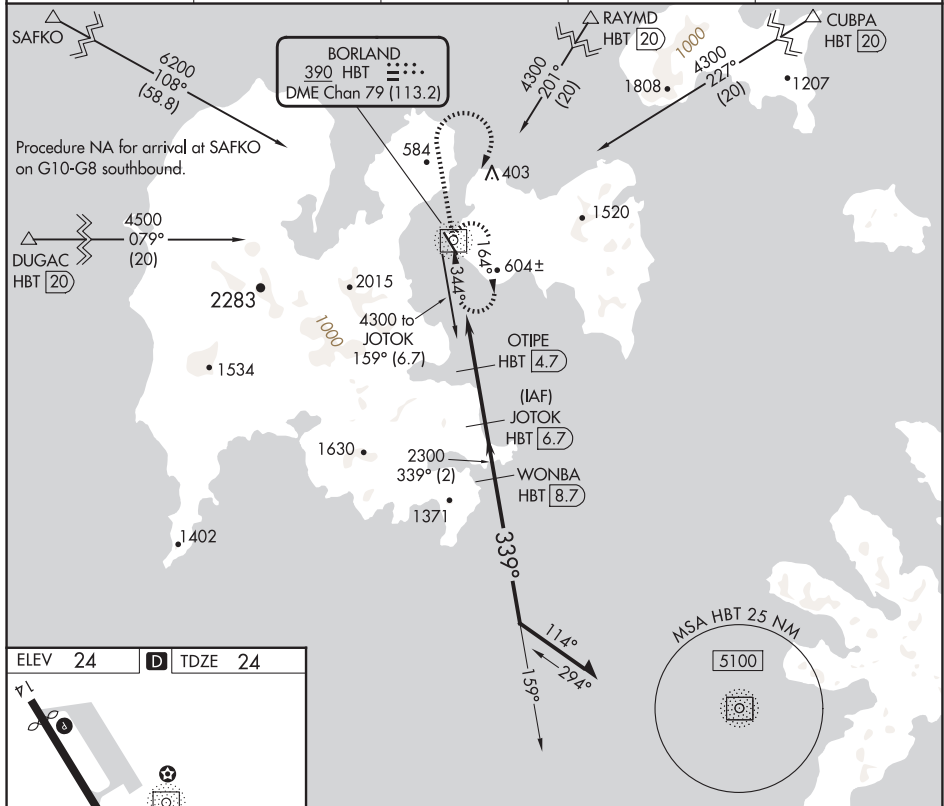 SAFKO
6200
108°
(58.8)
BORLAND
390 HBT
DME Chan 79 (113.2)
RAYMD
HBT 20
4300
201°
(20)
CUBPA
HBT 20
4300
227°
(20)
1000
1808
1207
Procedure NA for arrival at SAFKO
on G10-G8 southbound.
584
403
1520
4500
079°
(20)
DUGAC
HBT 20
164°
344°
604±
2283
2015
1000
4300 to
JOTOK
159° (6.7)
1534
OTIPE
HBT 4.7
(IAF)
JOTOK
HBT 6.7
1630
2300
339° (2)
WONBA
HBT 8.7
1371
1402
339°
114°
294°
159°
MSA HBT 25 NM
5100
ELEV 24
D
TDZE 24
14
P